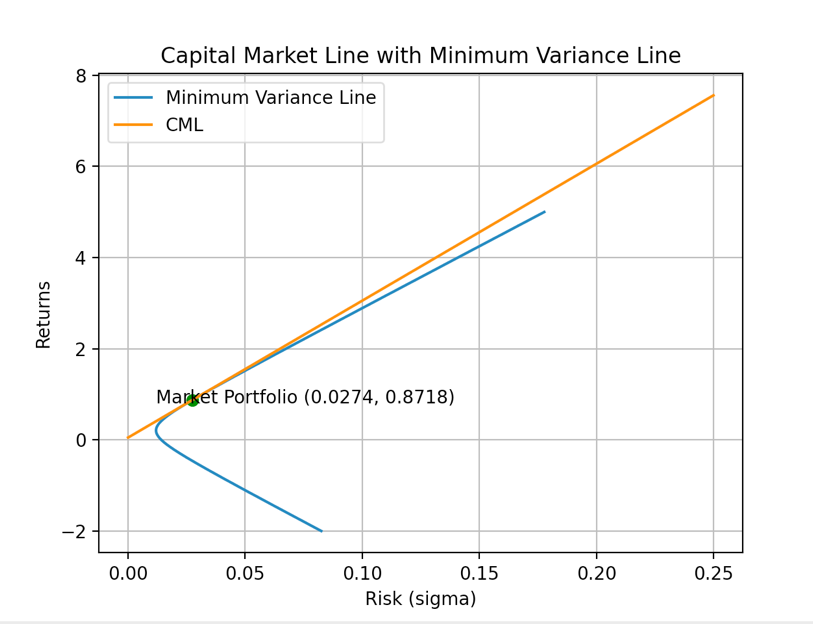 Capital Market Line with Minimum Variance Line
8
Minimum Variance Line
CML
6
4
2
Market Portfolio (0.0274, 0.8718)
0
−2
Returns
0.00 0.05 0.10 0.15 0.20 0.25
Risk (sigma)